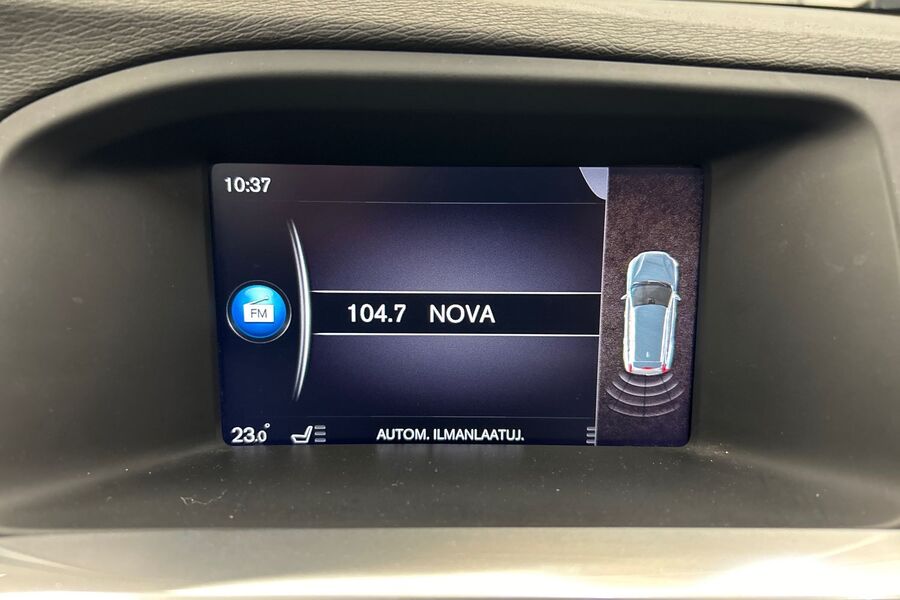 10:37
FM
104.7 NOVA
23.0° AUTOM. ILMANLAATUJ.